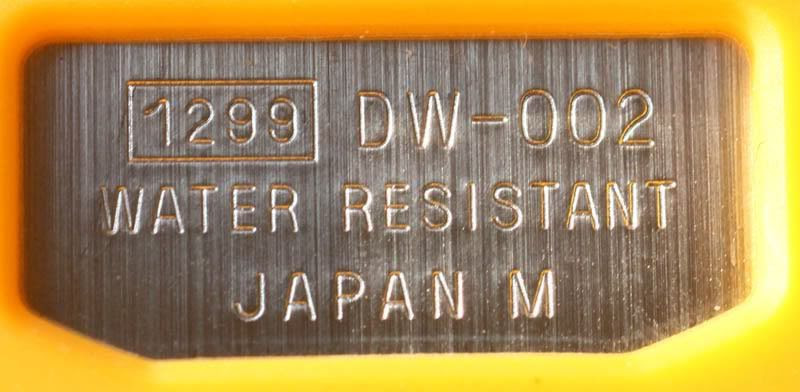 1299 DW-002
WATER RESISTANT
JAPAN M